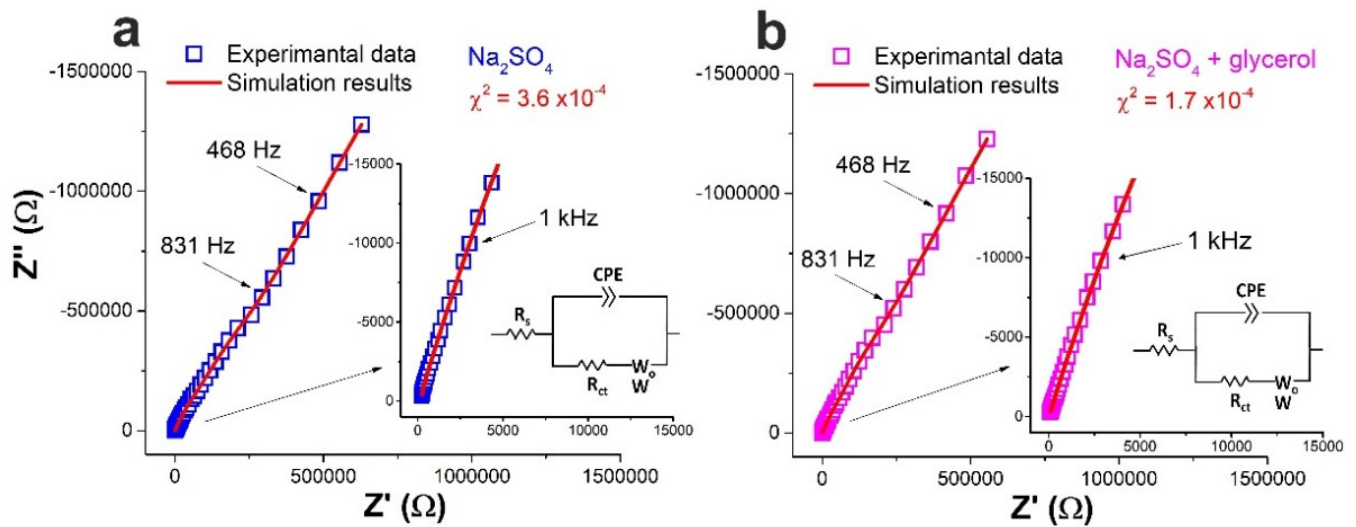 a
Experimantal data
Simulation results
Na₂SO₄
χ² = 3.6 x10⁻⁴
-1500000
-1000000
-500000
0
Z'' (Ω)
468 Hz
831 Hz
-15000
-10000
-5000
0
1 kHz
CPE
Rₛ
R_ct
Wₒ
W
0
5000
10000
15000
0
500000
1000000
1500000
Z' (Ω)
b
Experimantal data
Simulation results
Na₂SO₄ + glycerol
χ² = 1.7 x10⁻⁴
-1500000
-1000000
-500000
0
468 Hz
831 Hz
-15000
-10000
-5000
0
1 kHz
CPE
Rₛ
R_ct
Wₒ
W
0
5000
10000
15000
0
500000
1000000
1500000
Z' (Ω)